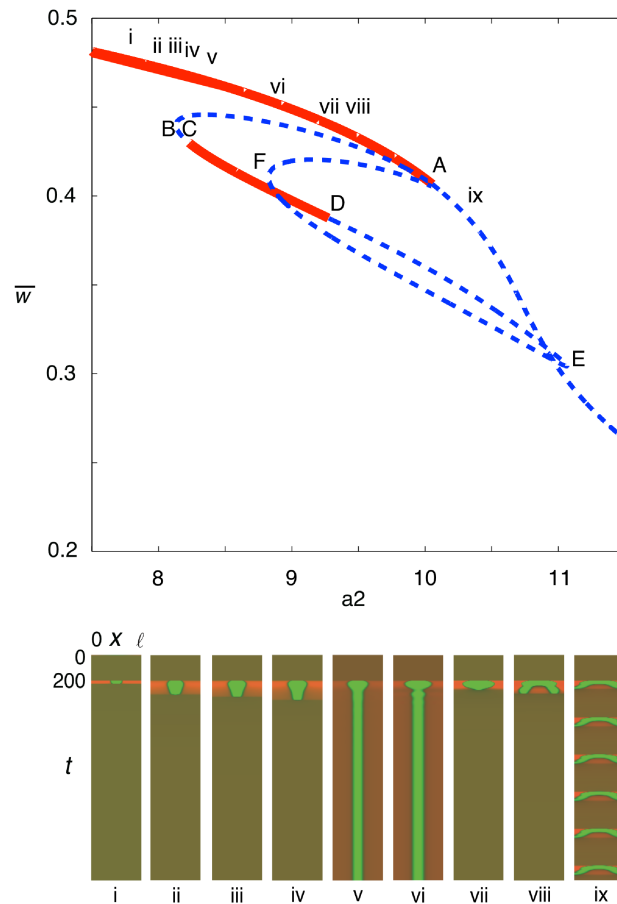 0.5
i
ii iii iv v
vi
vii viii
B C
F
A
0.4
ix
D
w
E
0.3
0.2
8 9 10 11
a2
0 x ℓ
0
200
t
i ii iii iv v vi vii viii ix